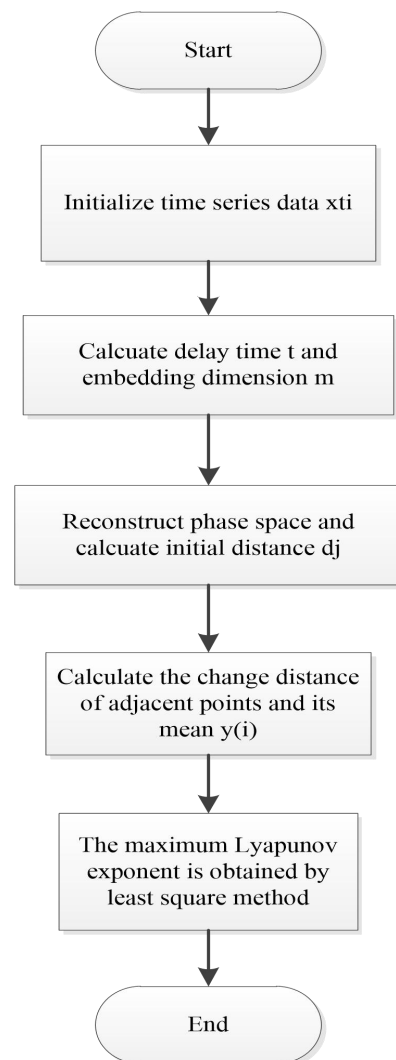 Start
Initialize time series data xti
Calcuate delay time t and
embedding dimension m
Reconstruct phase space and
calcuate initial distance dj
Calculate the change distance
of adjacent points and its
mean y(i)
The maximum Lyapunov
exponent is obtained by
least square method
End